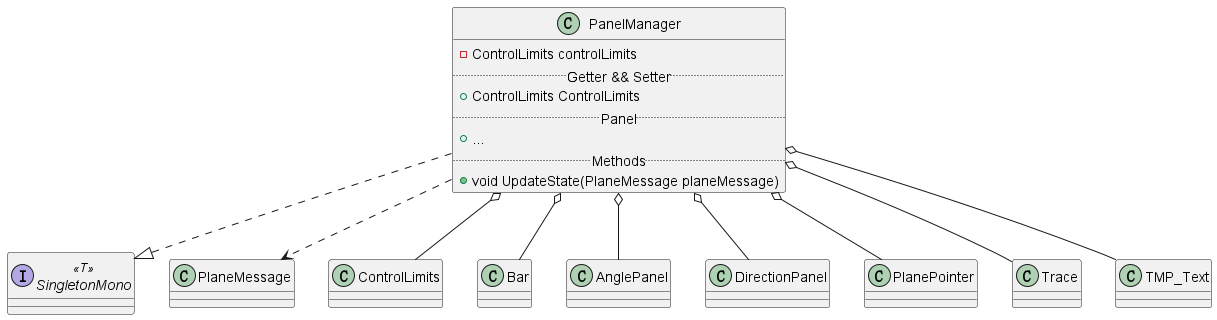 C PanelManager
ControlLimits controlLimits
Getter && Setter
ControlLimits ControlLimits
Panel
...
Methods
void UpdateState(PlaneMessage planeMessage)
«T»
I SingletonMono
C PlaneMessage
C ControlLimits
C Bar
C AnglePanel
C DirectionPanel
C PlanePointer
C Trace
C TMP_Text